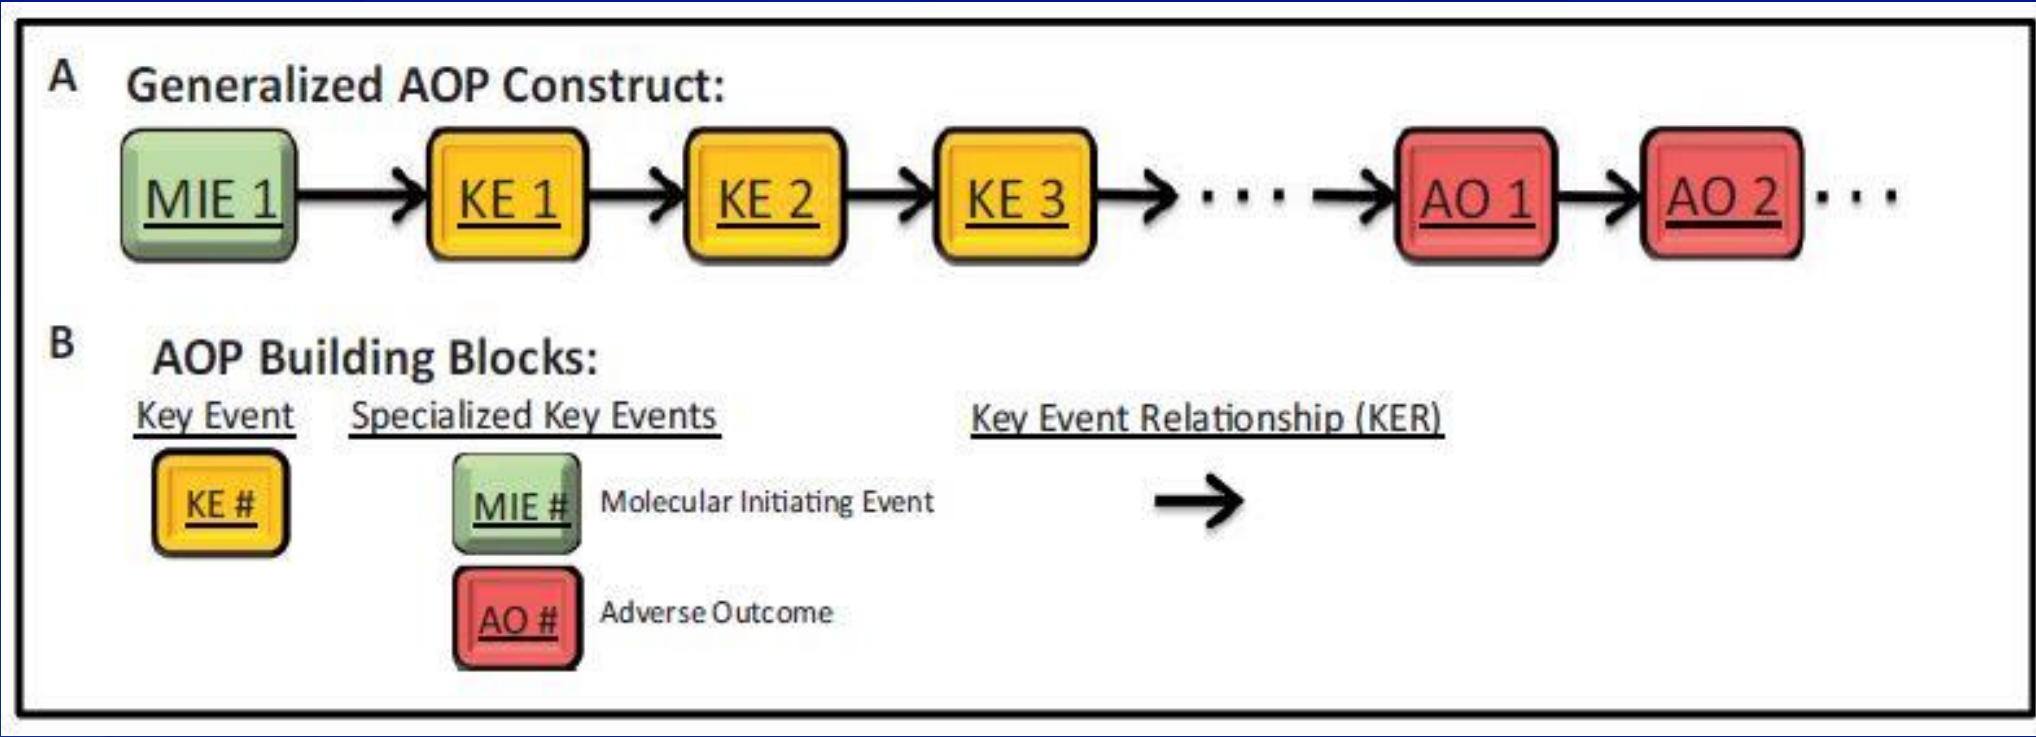 A Generalized AOP Construct:
MIE 1 KE 1 KE 2 KE 3 ... AO 1 AO 2 ...
B AOP Building Blocks:
Key Event Specialized Key Events Key Event Relationship (KER)
KE # MIE # Molecular Initiating Event
AO # Adverse Outcome